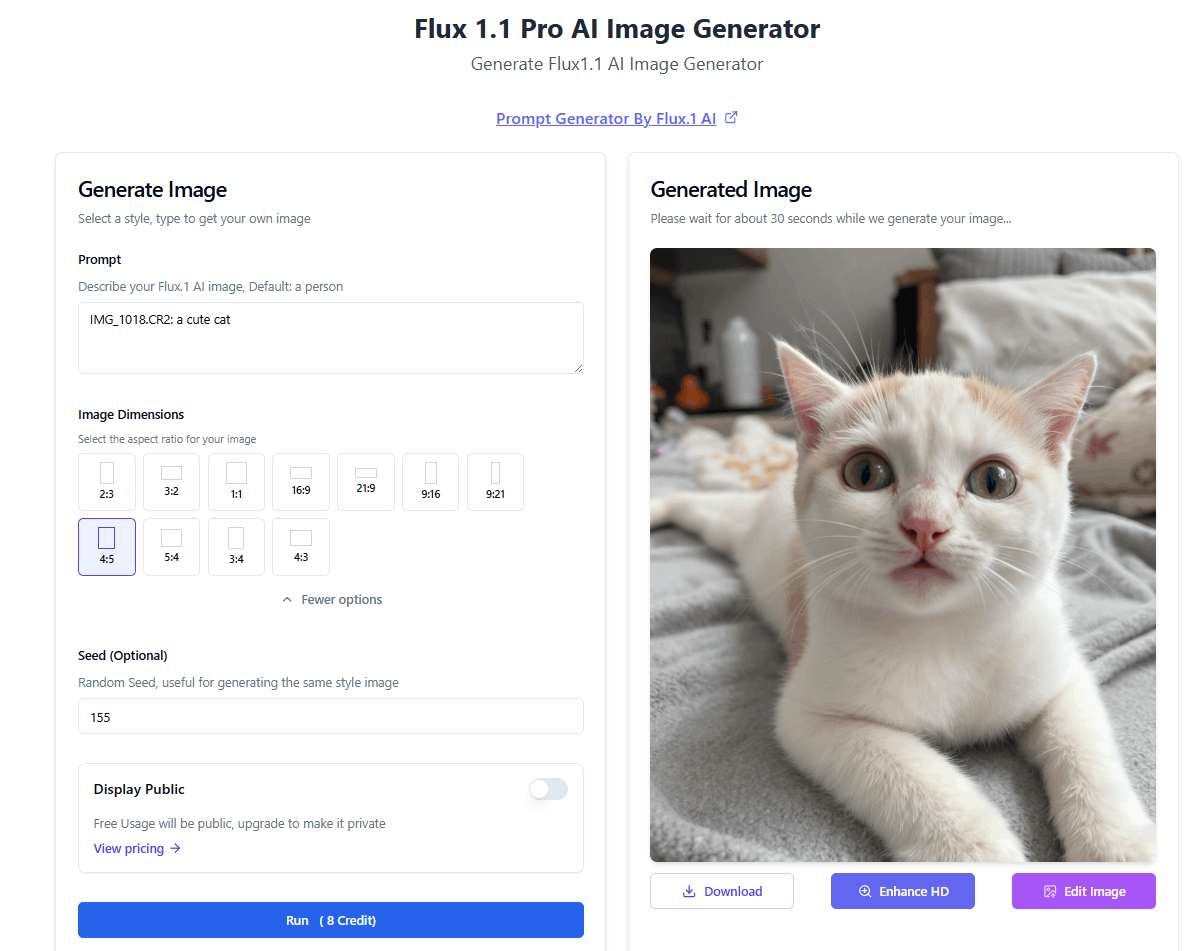 Flux 1.1 Pro AI Image Generator
Generate Flux1.1 AI Image Generator
Prompt Generator By Flux.1 AI
Generate Image
Select a style, type to get your own image
Prompt
Describe your Flux.1 AI image, Default: a person
IMG_1018.CR2: a cute cat
Image Dimensions
Select the aspect ratio for your image
2:3
3:2
1:1
16:9
21:9
9:16
9:21
4:5
5:4
3:4
4:3
Fewer options
Seed (Optional)
Random Seed, useful for generating the same style image
155
Display Public
Free Usage will be public, upgrade to make it private
View pricing
Run ( 8 Credit)
Generated Image
Please wait for about 30 seconds while we generate your image...
Download
Enhance HD
Edit Image